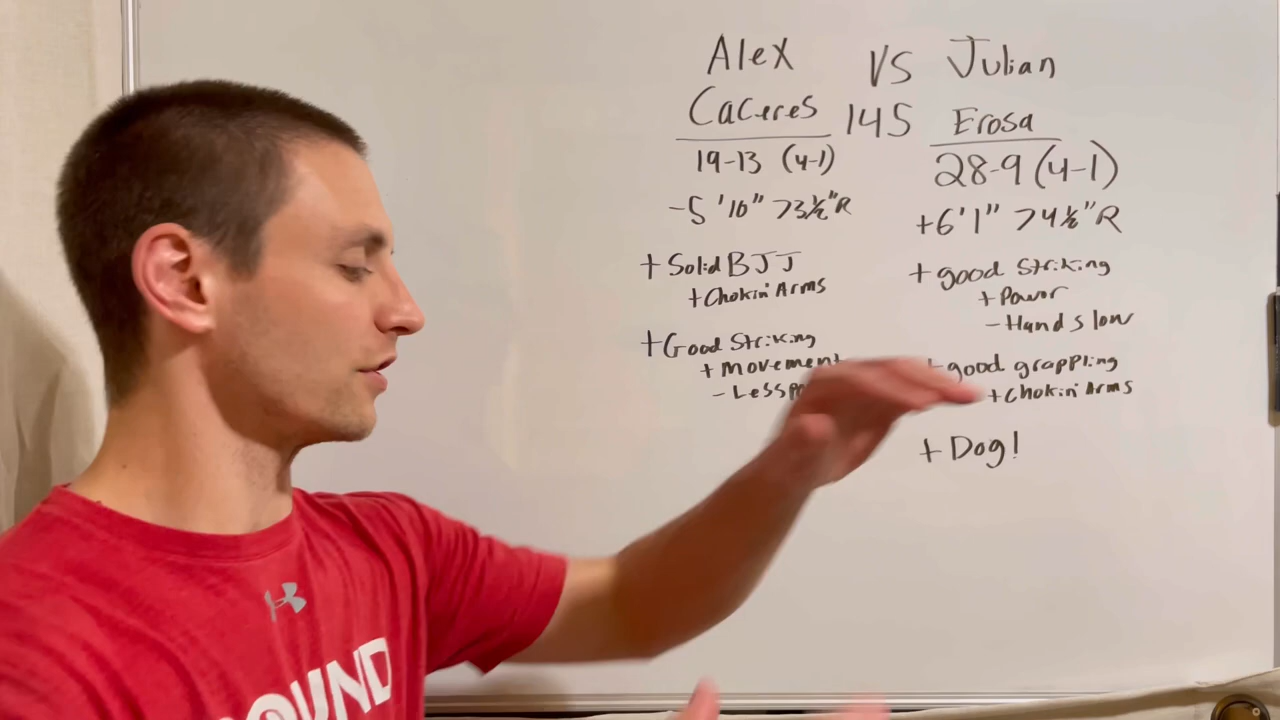 Alex
Caceres
19-13 (4-1)
-5'10" 73½"R
+Solid BJJ
+Chokin' Arms
+Good Striking
+ movement
- Less
VS
145
Julian
Erosa
28-9 (4-1)
+6'1" 74½"R
+ good Striking
+ Power
- Hands low
+good grappling
+Chokin' Arms
+ Dog!